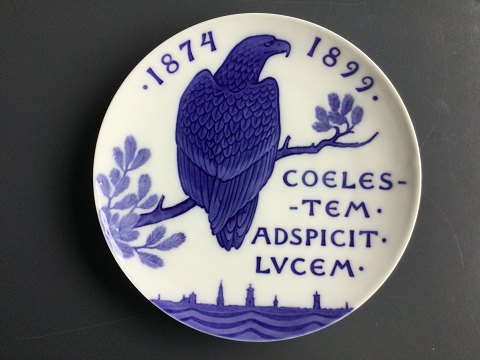 ·1874 1899·
COELES-
-TEM·
ADSPICIT·
LVCEM·